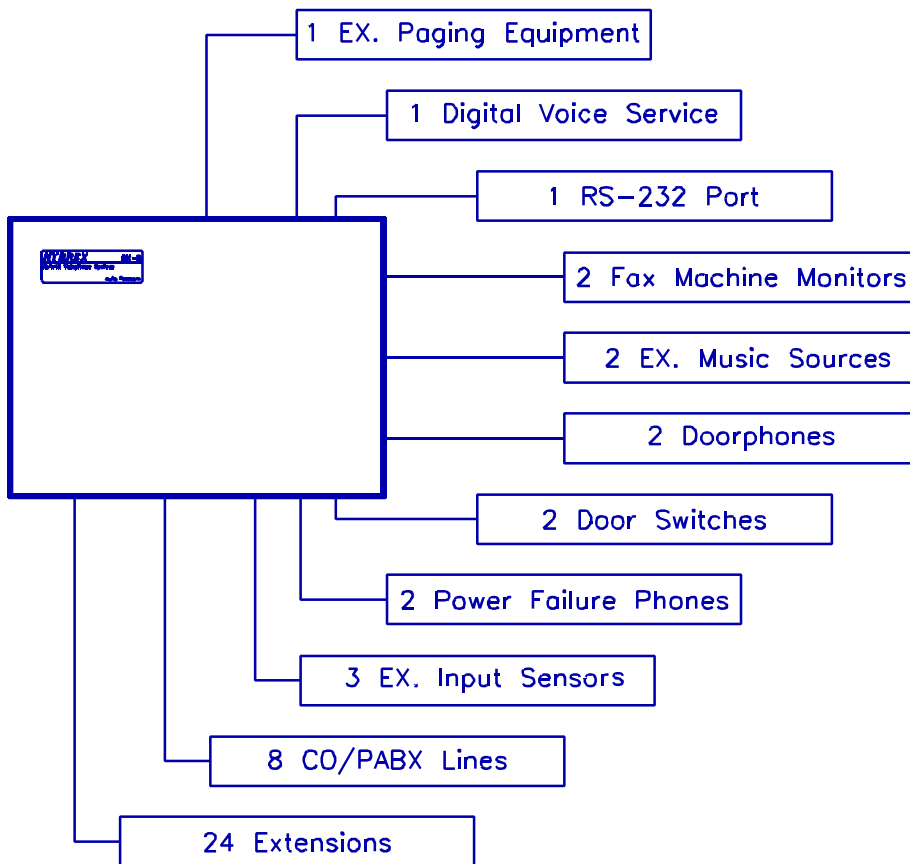 1 EX. Paging Equipment
1 Digital Voice Service
1 RS-232 Port
2 Fax Machine Monitors
2 EX. Music Sources
2 Doorphones
2 Door Switches
2 Power Failure Phones
3 EX. Input Sensors
8 CO/PABX Lines
24 Extensions